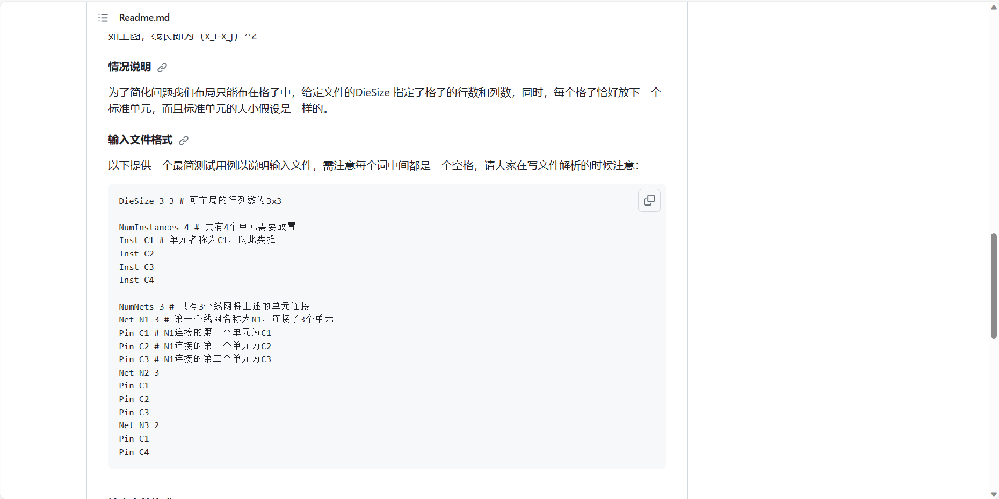 Readme.md
如上图，线长即为（x_i-x_j）^2
情况说明
为了简化问题我们布局只能布在格子中，给定文件的DieSize 指定了格子的行数和列数，同时，每个格子恰好放下一个
标准单元，而且标准单元的大小假设是一样的。
输入文件格式
以下提供一个最简测试用例以说明输入文件，需注意每个词中间都是一个空格，请大家在写文件解析的时候注意：
DieSize 3 3 # 可布局的行列数为3x3
NumInstances 4 # 共有4个单元需要放置
Inst C1 # 单元名称为C1，以此类推
Inst C2
Inst C3
Inst C4
NumNets 3 # 共有3个线网将上述的单元连接
Net N1 3 # 第一个线网名称为N1，连接了3个单元
Pin C1 # N1连接的第一个单元为C1
Pin C2 # N1连接的第二个单元为C2
Pin C3 # N1连接的第三个单元为C3
Net N2 3
Pin C1
Pin C2
Pin C3
Net N3 2
Pin C1
Pin C4